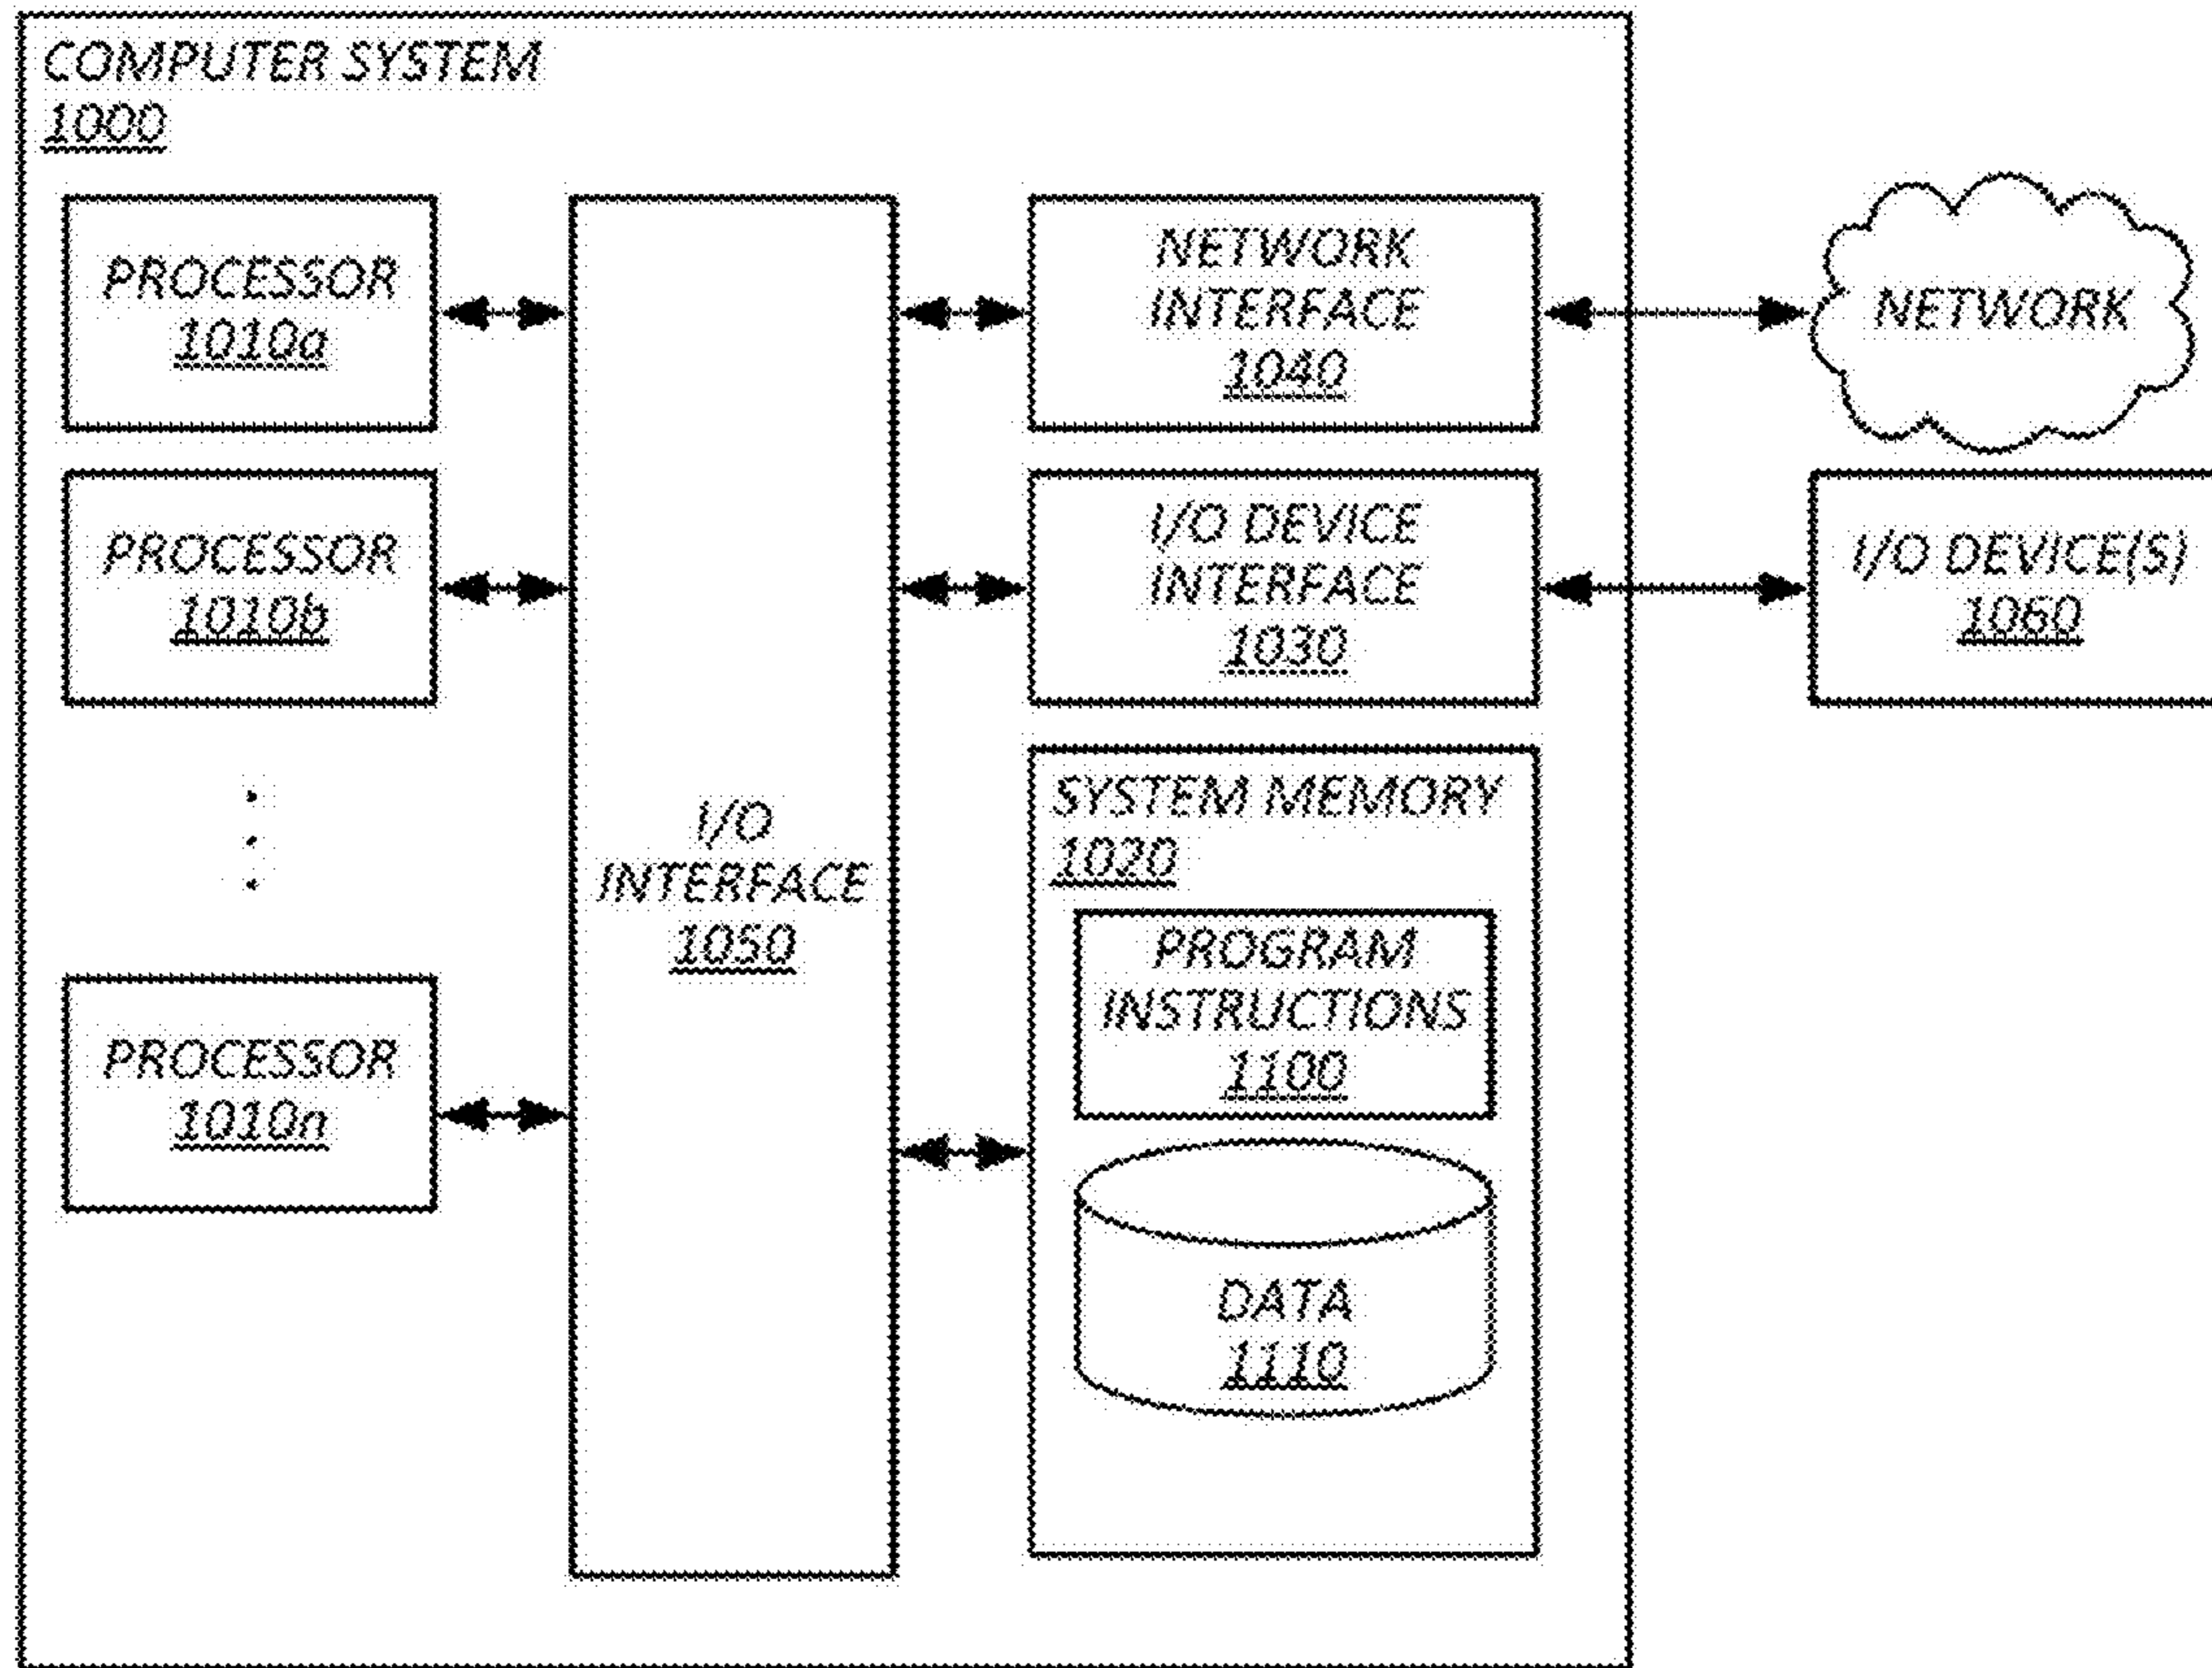 COMPUTER SYSTEM
1000
PROCESSOR
1010a
PROCESSOR
1010b
PROCESSOR
1010n
I/O
INTERFACE
1050
NETWORK
INTERFACE
1040
I/O DEVICE
INTERFACE
1030
SYSTEM MEMORY
1020
PROGRAM
INSTRUCTIONS
1100
DATA
1110
NETWORK
I/O DEVICE(S)
1060